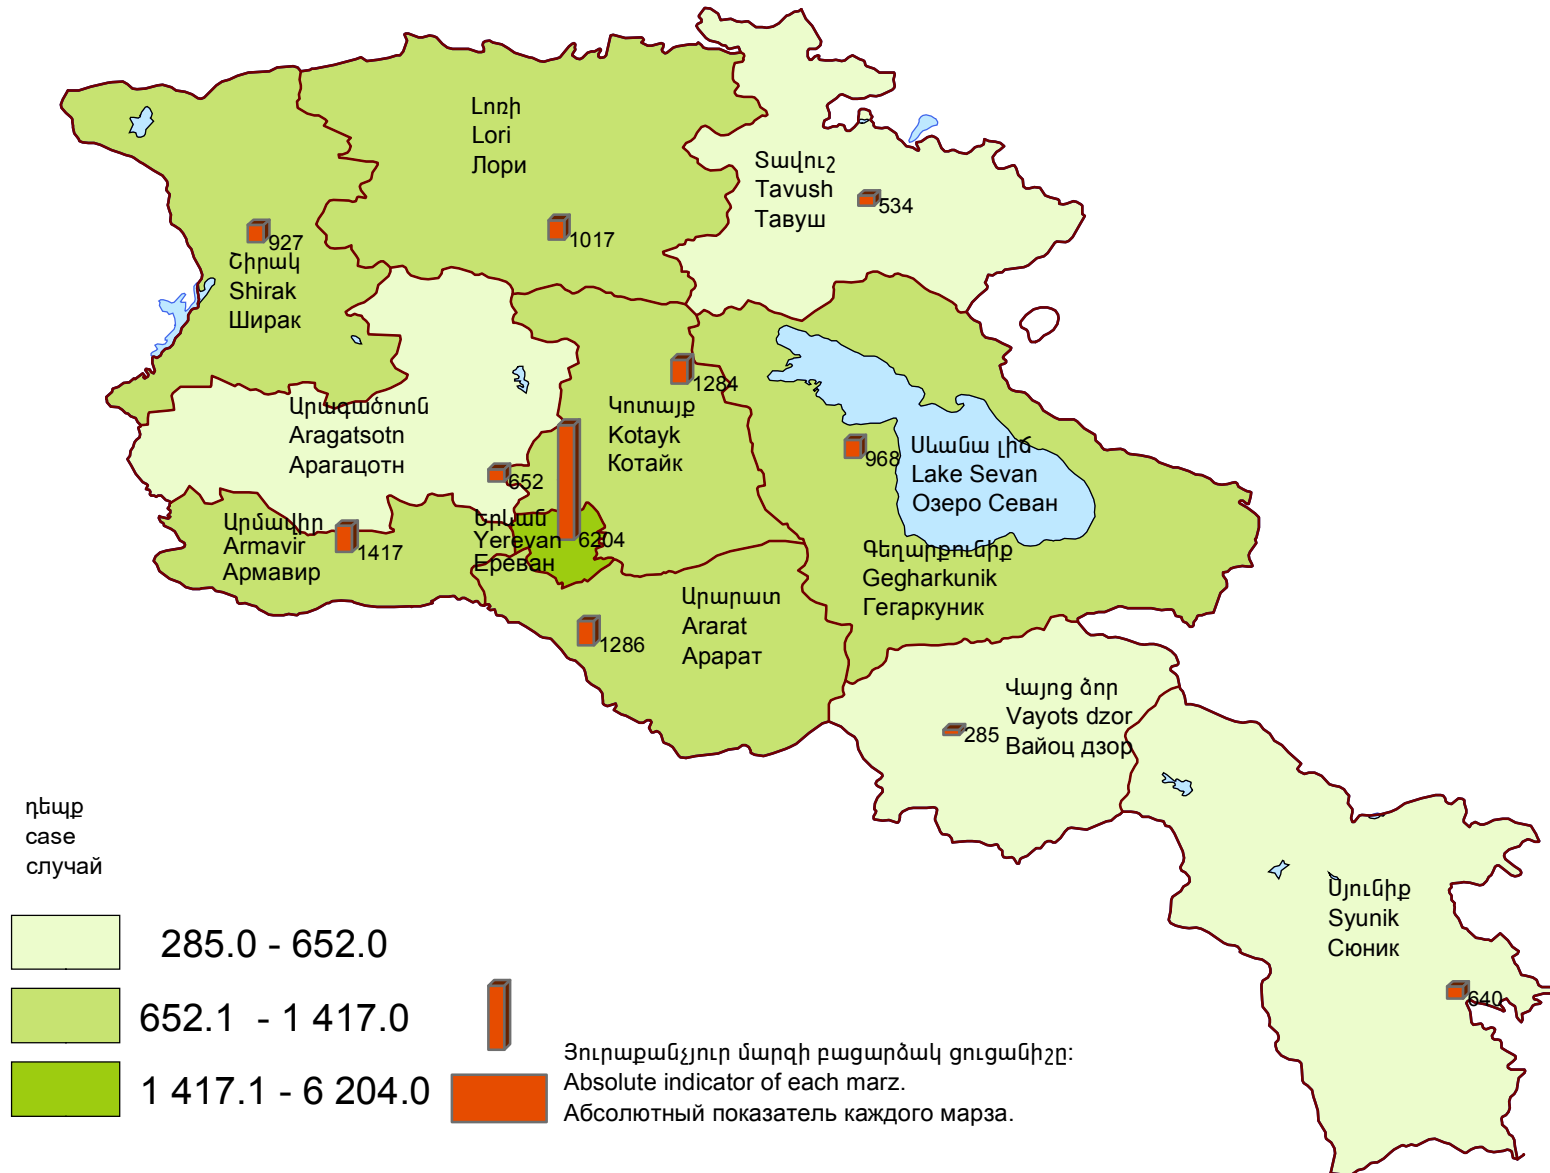 Լոռի
Lori
Лори
1017
Տավուշ
Tavush
Тавуш
534
927
Շիրակ
Shirak
Ширак
1284
Կոտայք
Kotayk
Котайк
Արագածոտն
Aragatsotn
Арагацотн
652
968
Սևանա լիճ
Lake Sevan
Озеро Севан
Արմավիր
Armavir
Армавир
1417
Երևան
Yerevan
Ереван
6204
Գեղարքունիք
Gegharkunik
Гегаркуник
Արարատ
Ararat
Арарат
1286
Վայոց ձոր
Vayots dzor
Вайоц дзор
285
Սյունիք
Syunik
Сюник
640
դեպք
case
случай
285.0 - 652.0
652.1 - 1 417.0
1 417.1 - 6 204.0
Յուրաքանչյուր մարզի բացարձակ ցուցանիշը:
Absolute indicator of each marz.
Абсолютный показатель каждого марза.